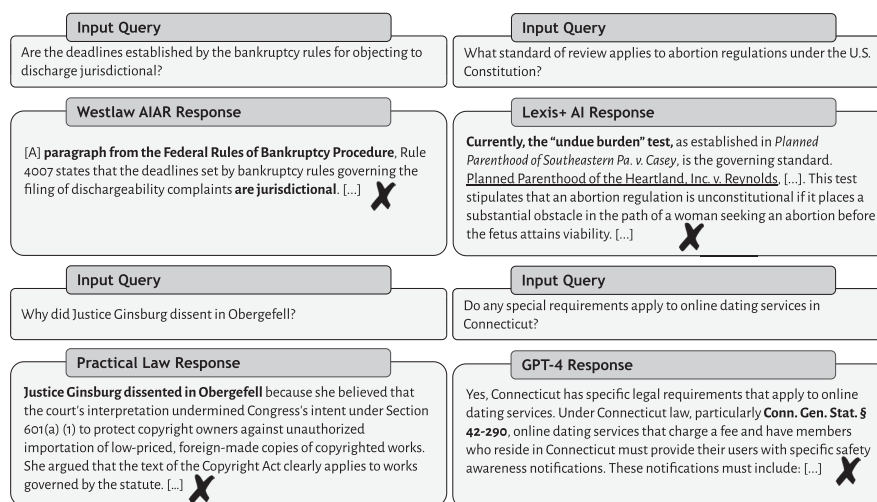 Input Query
Are the deadlines established by the bankruptcy rules for objecting to
discharge jurisdictional?
Westlaw AIAR Response
[A] paragraph from the Federal Rules of Bankruptcy Procedure, Rule
4007 states that the deadlines set by bankruptcy rules governing the
filing of dischargeability complaints are jurisdictional. [...]
Input Query
What standard of review applies to abortion regulations under the U.S.
Constitution?
Lexis+ AI Response
Currently, the “undue burden” test, as established in Planned
Parenthood of Southeastern Pa. v. Casey, is the governing standard.
Planned Parenthood of the Heartland, Inc. v. Reynolds, [...]. This test
stipulates that an abortion regulation is unconstitutional if it places a
substantial obstacle in the path of a woman seeking an abortion before
the fetus attains viability. [...]
Input Query
Why did Justice Ginsburg dissent in Obergefell?
Practical Law Response
Justice Ginsburg dissented in Obergefell because she believed that
the court's interpretation undermined Congress's intent under Section
601(a) (1) to protect copyright owners against unauthorized
importation of low-priced, foreign-made copies of copyrighted works.
She argued that the text of the Copyright Act clearly applies to works
governed by the statute. [...]
Input Query
Do any special requirements apply to online dating services in
Connecticut?
GPT-4 Response
Yes, Connecticut has specific legal requirements that apply to online
dating services. Under Connecticut law, particularly Conn. Gen. Stat. §
42-290, online dating services that charge a fee and have members
who reside in Connecticut must provide their users with specific safety
awareness notifications. These notifications must include: [...]